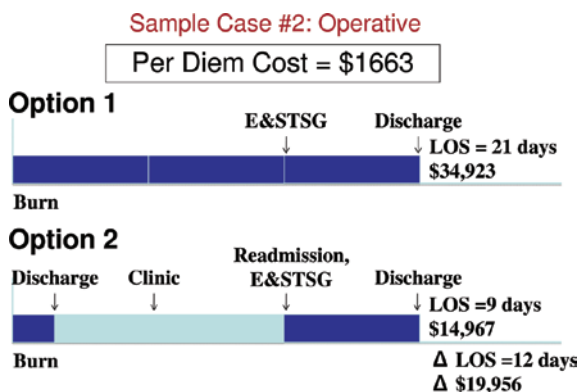 Sample Case #2: Operative
Per Diem Cost = $1663
Option 1
E&STSG
Discharge
LOS = 21 days
$34,923
Burn
Option 2
Discharge
Clinic
Readmission,
E&STSG
Discharge
LOS =9 days
$14,967
Burn
Δ LOS =12 days
Δ $19,956